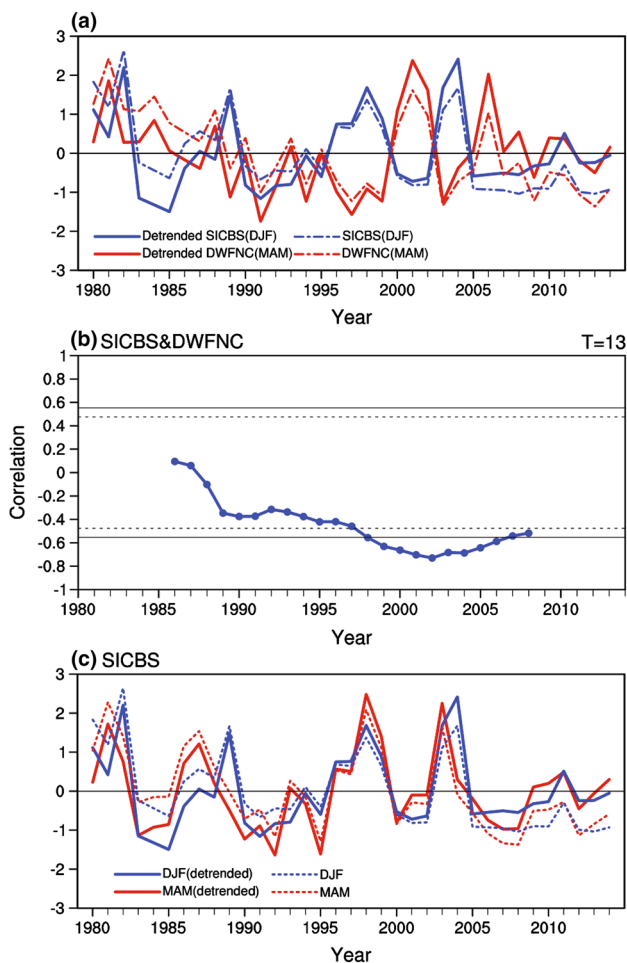 (a)
3
2
1
0
-1
-2
-3
Detrended SICBS(DJF)
SICBS(DJF)
Detrended DWFNC(MAM)
DWFNC(MAM)
1980 1985 1990 1995 2000 2005 2010
Year
(b) SICBS&DWFNC
T=13
Correlation
1
0.8
0.6
0.4
0.2
0
-0.2
-0.4
-0.6
-0.8
-1
1980 1985 1990 1995 2000 2005 2010
Year
(c) SICBS
3
2
1
0
-1
-2
-3
DJF(detrended)
DJF
MAM(detrended)
MAM
1980 1985 1990 1995 2000 2005 2010
Year